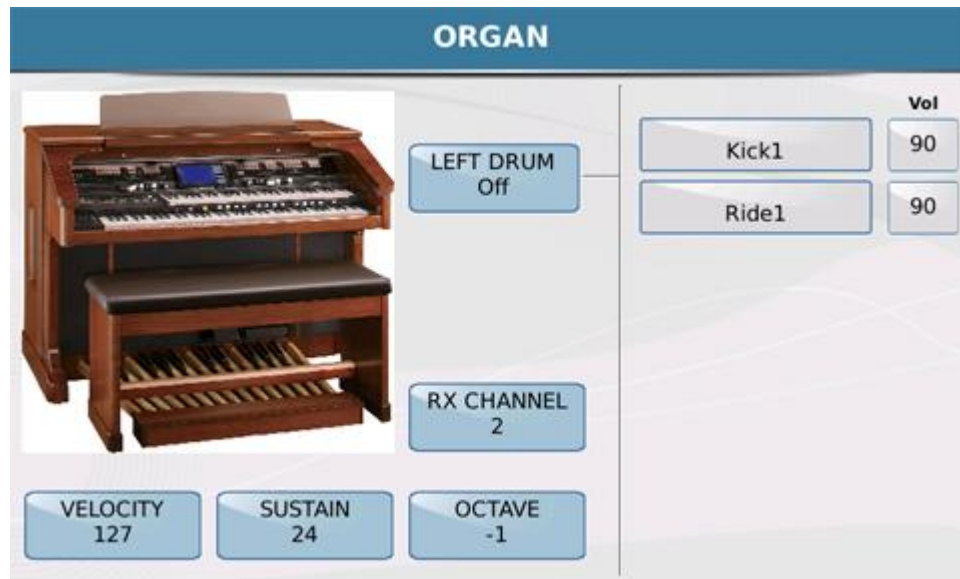 ORGAN
LEFT DRUM
Off
Vol
Kick1
90
Ride1
90
RX CHANNEL
2
VELOCITY
127
SUSTAIN
24
OCTAVE
-1